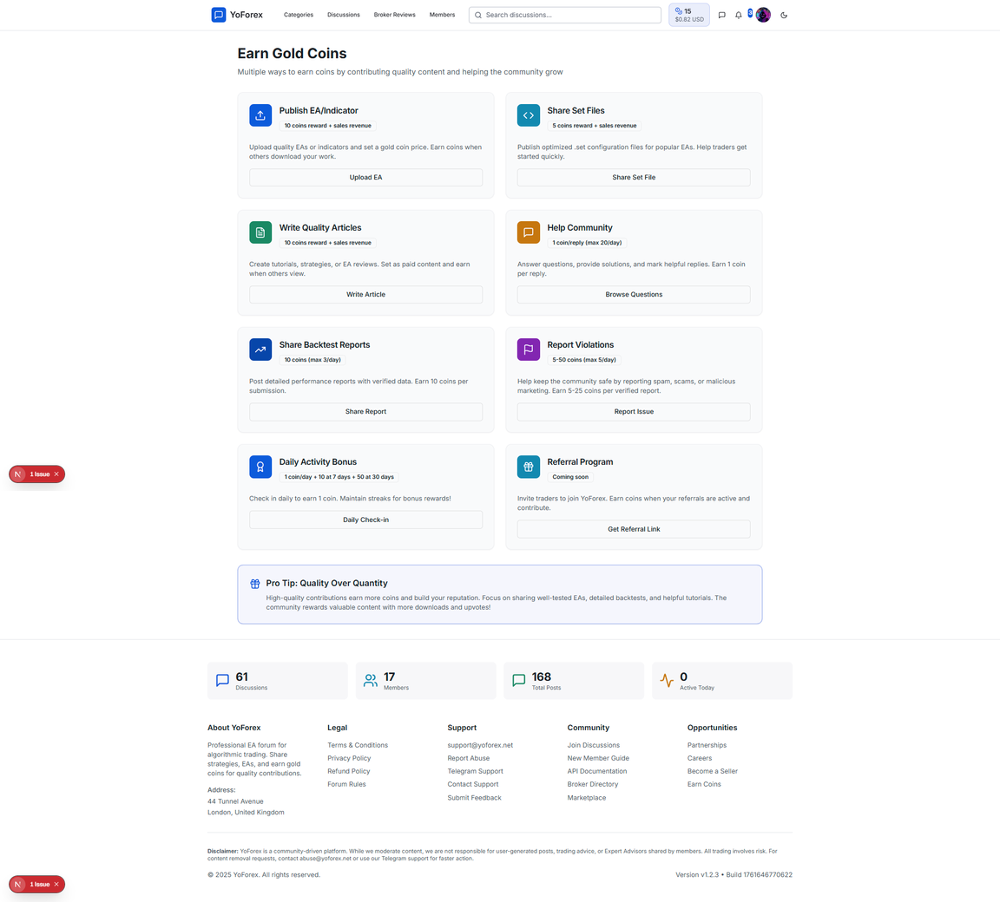 YoForex
Categories
Discussions
Broker Reviews
Members
Search discussions...
15
$0.82 USD
3
Earn Gold Coins
Multiple ways to earn coins by contributing quality content and helping the community grow
Publish EA/Indicator
10 coins reward + sales revenue
Upload quality EAs or indicators and set a gold coin price. Earn coins when
others download your work.
Upload EA
Share Set Files
5 coins reward + sales revenue
Publish optimized .set configuration files for popular EAs. Help traders get
started quickly.
Share Set File
Write Quality Articles
10 coins reward + sales revenue
Create tutorials, strategies, or EA reviews. Set as paid content and earn
when others view.
Write Article
Help Community
1 coin/reply (max 20/day)
Answer questions, provide solutions, and mark helpful replies. Earn 1 coin
per reply.
Browse Questions
Share Backtest Reports
10 coins (max 3/day)
Post detailed performance reports with verified data. Earn 10 coins per
submission.
Share Report
Report Violations
5-50 coins (max 5/day)
Help keep the community safe by reporting spam, scams, or malicious
marketing. Earn 5-25 coins per verified report.
Report Issue
Daily Activity Bonus
1 coin/day + 10 at 7 days + 50 at 30 days
Check in daily to earn 1 coin. Maintain streaks for bonus rewards!
Daily Check-in
Referral Program
Coming soon
Invite traders to join YoForex. Earn coins when your referrals are active and
contribute.
Get Referral Link
N
1 Issue
Pro Tip: Quality Over Quantity
High-quality contributions earn more coins and build your reputation. Focus on sharing well-tested EAs, detailed backtests, and helpful tutorials. The
community rewards valuable content with more downloads and upvotes!
61
Discussions
17
Members
168
Total Posts
0
Active Today
About YoForex
Professional EA forum for
algorithmic trading. Share
strategies, EAs, and earn gold
coins for quality contributions.
Address:
44 Tunnel Avenue
London, United Kingdom
Legal
Terms & Conditions
Privacy Policy
Refund Policy
Forum Rules
Support
support@yoforex.net
Report Abuse
Telegram Support
Contact Support
Submit Feedback
Community
Join Discussions
New Member Guide
API Documentation
Broker Directory
Marketplace
Opportunities
Partnerships
Careers
Become a Seller
Earn Coins
Disclaimer: YoForex is a community-driven platform. While we moderate content, we are not responsible for user-generated posts, trading advice, or Expert Advisors shared by members. All trading involves risk. For
content removal requests, contact abuse@yoforex.net or use our Telegram support for faster action.
© 2025 YoForex. All rights reserved.
Version v1.2.3 • Build 1761646770622
N
1 Issue